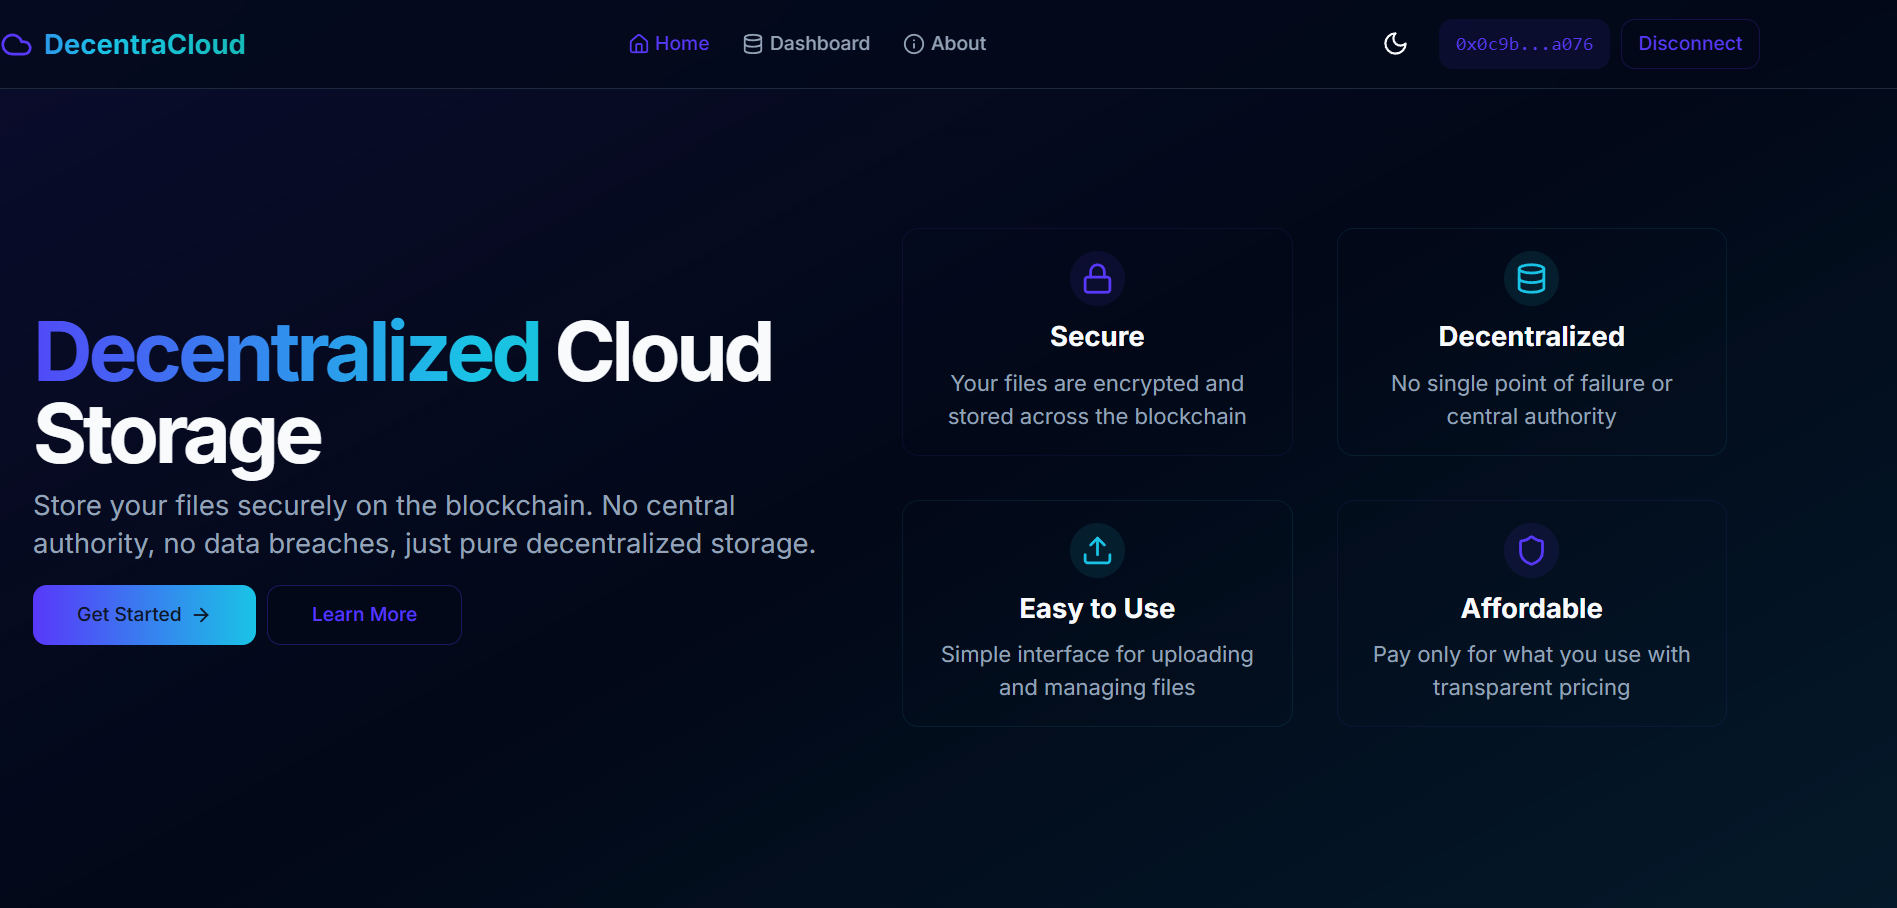 DecentraCloud
Home
Dashboard
About
0x0c9b...a076
Disconnect
Decentralized Cloud
Storage
Store your files securely on the blockchain. No central
authority, no data breaches, just pure decentralized storage.
Get Started →
Learn More
Secure
Your files are encrypted and
stored across the blockchain
Decentralized
No single point of failure or
central authority
Easy to Use
Simple interface for uploading
and managing files
Affordable
Pay only for what you use with
transparent pricing